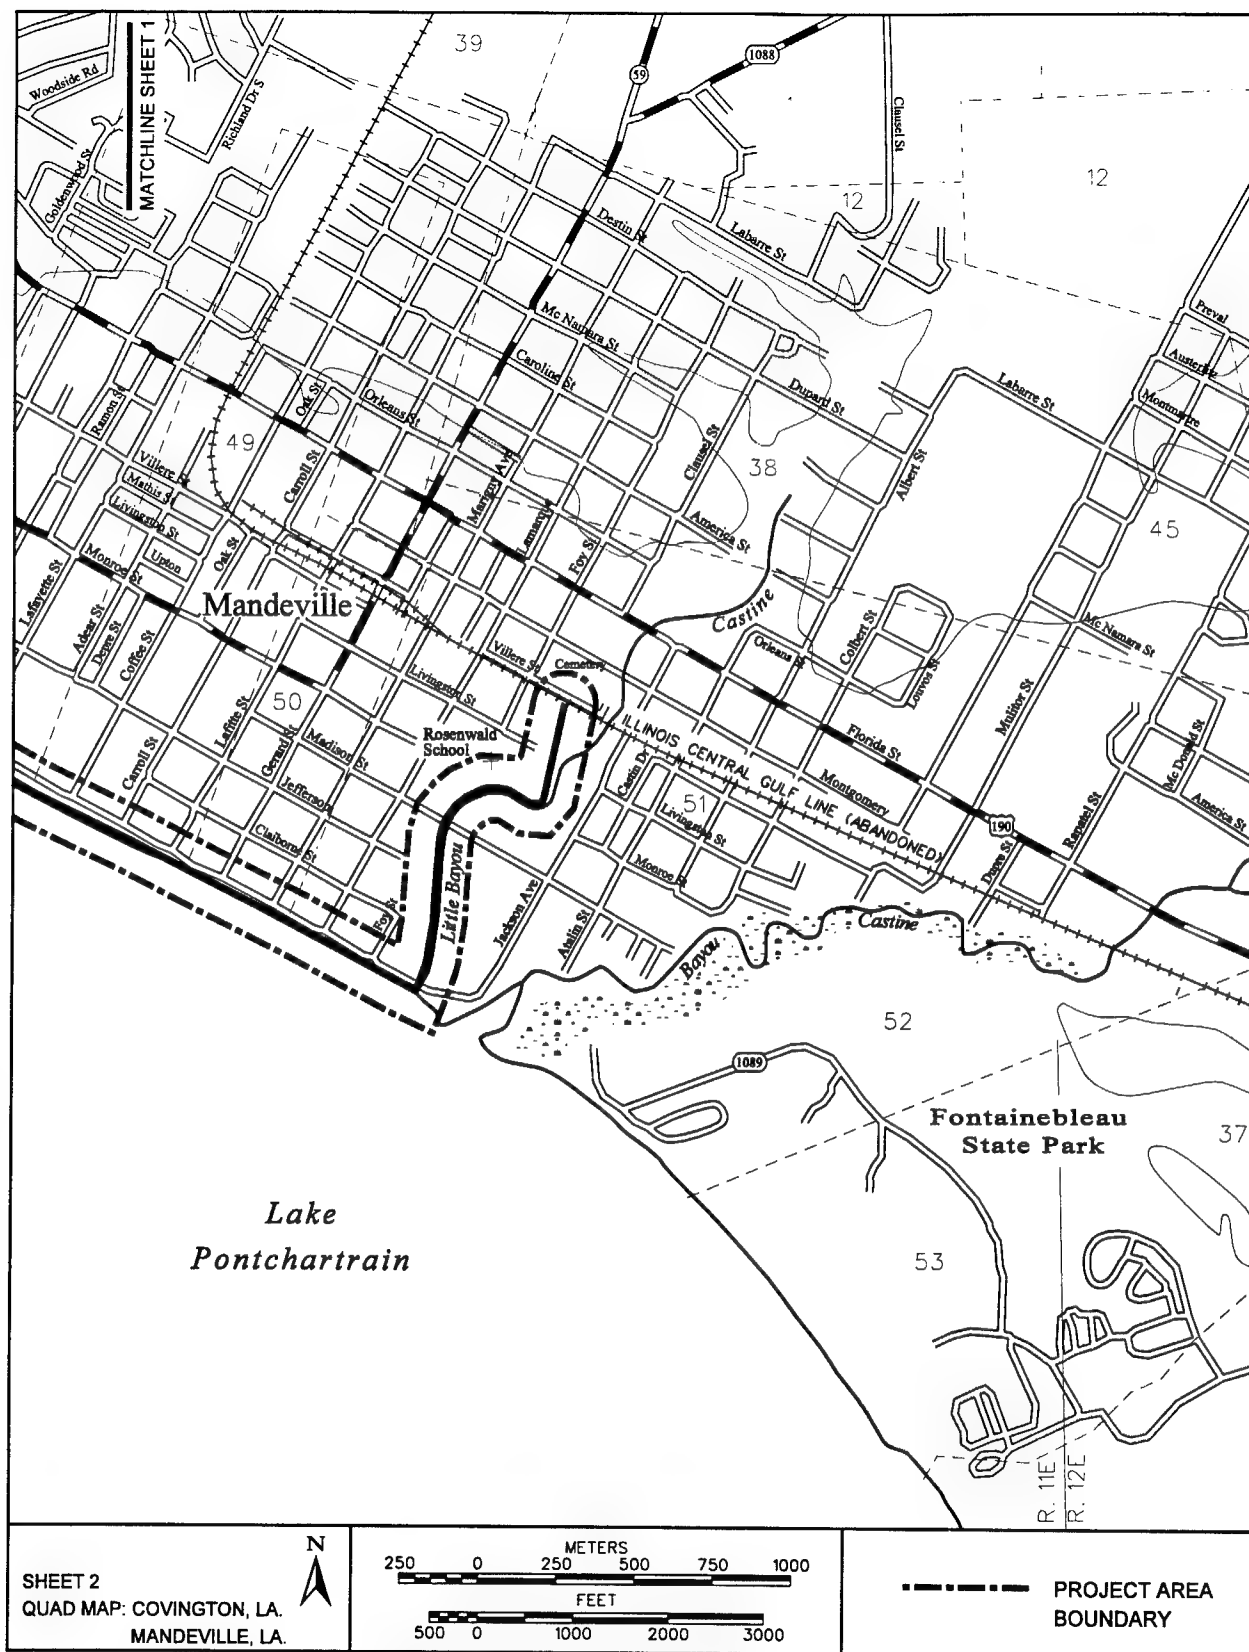 39
1088
59
Woodside Rd
MATCHLINE SHEET 1
Richland Dr S
Clausel St
Goldenwood St
12
12
Destin St
Labarre St
Preval
Mc Namara St
Austerlitz
Caroline St
Labarre St
Dupard St
Montmartre
Ramon St
Oak St
Orleans St
Clausel St
49
38
Villere St
Carroll St
Marigny Ave
Albert St
Mathis St
Livingston St
Lamarque
America St
45
Monroe St
Upton
Oak St
Foy St
Lafayette St
Mandeville
Castine
Adear St
Depre St
Coffee St
Colbert St
Orleans St
Mc Namara St
Villere St
Cemetery
Livingston St
Louvos St
Mulitor St
50
Lafitte St
Rosenwald
School
ILLINOIS CENTRAL GULF LINE (ABANDONED)
Florida St
Gerard St
Madison St
Carroll St
Castin Dr
Mc Donald St
Jefferson
51
Montgomery
America St
Livingston St
190
Rapatel St
Claiborne St
Monroe St
Dupre St
Little Bayou
Foy St
Jackson Ave
Atalin St
Bayou
Castine
52
1089
Fontainebleau
State Park
37
Lake
Pontchartrain
53
R. 11E
R. 12E
SHEET 2
QUAD MAP: COVINGTON, LA.
MANDEVILLE, LA.
N
METERS
250 0 250 500 750 1000
FEET
500 0 1000 2000 3000
PROJECT AREA
BOUNDARY